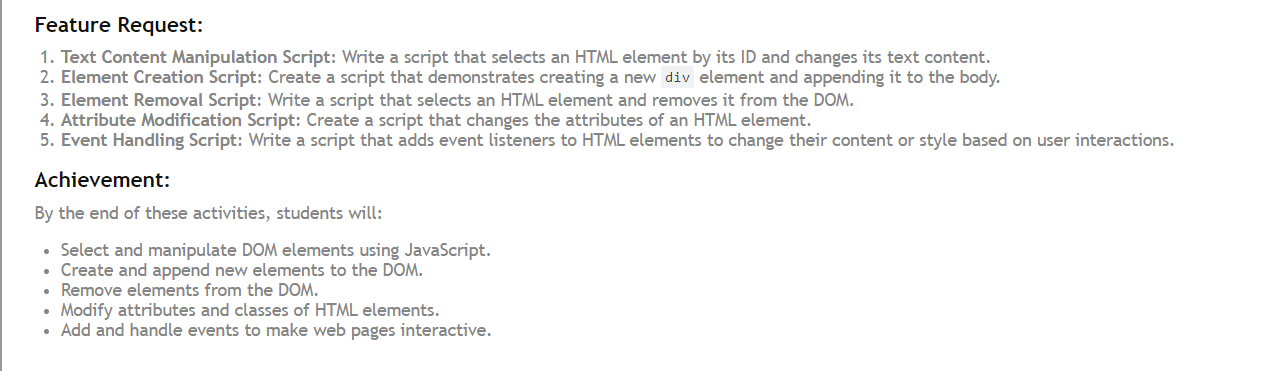 Feature Request:
1. Text Content Manipulation Script: Write a script that selects an HTML element by its ID and changes its text content.
2. Element Creation Script: Create a script that demonstrates creating a new div element and appending it to the body.
3. Element Removal Script: Write a script that selects an HTML element and removes it from the DOM.
4. Attribute Modification Script: Create a script that changes the attributes of an HTML element.
5. Event Handling Script: Write a script that adds event listeners to HTML elements to change their content or style based on user interactions.
Achievement:
By the end of these activities, students will:
• Select and manipulate DOM elements using JavaScript.
• Create and append new elements to the DOM.
• Remove elements from the DOM.
• Modify attributes and classes of HTML elements.
• Add and handle events to make web pages interactive.